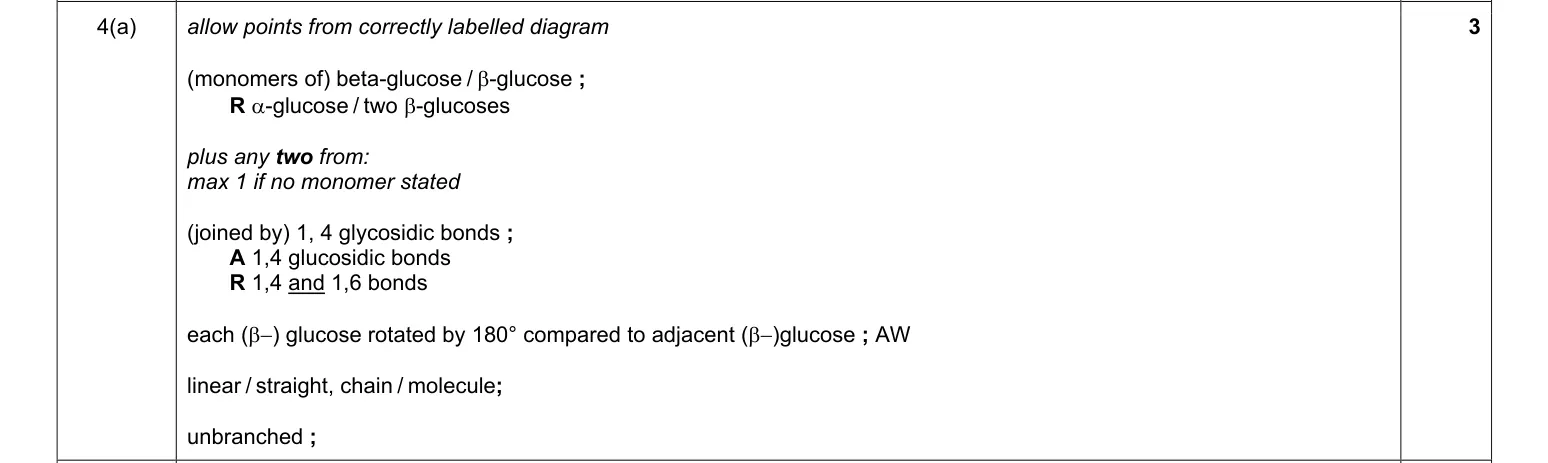 4(a) allow points from correctly labelled diagram 3
(monomers of) beta-glucose / β-glucose ;
R α-glucose / two β-glucoses
plus any two from:
max 1 if no monomer stated
(joined by) 1, 4 glycosidic bonds ;
A 1,4 glucosidic bonds
R 1,4 and 1,6 bonds
each (β–) glucose rotated by 180° compared to adjacent (β–)glucose ; AW
linear / straight, chain / molecule;
unbranched ;